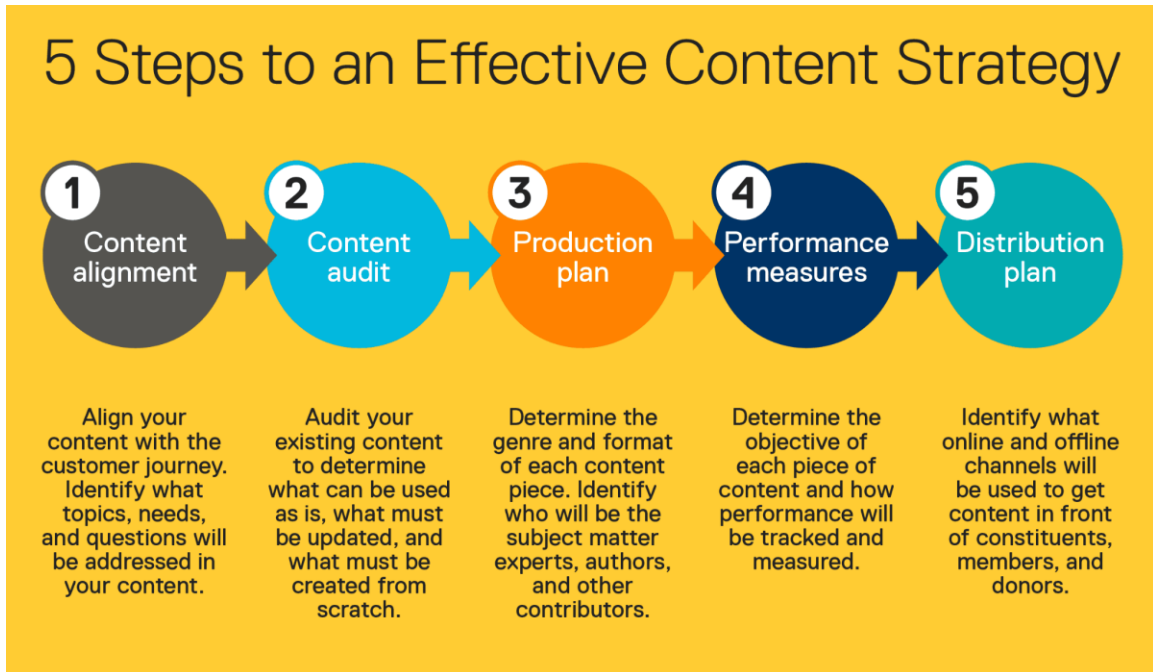 5 Steps to an Effective Content Strategy
1
Content
alignment
2
Content
audit
3
Production
plan
4
Performance
measures
5
Distribution
plan
Align your
content with the
customer journey.
Identify what
topics, needs,
and questions will
be addressed in
your content.
Audit your
existing content
to determine
what can be used
as is, what must
be updated, and
what must be
created from
scratch.
Determine the
genre and format
of each content
piece. Identify
who will be the
subject matter
experts, authors,
and other
contributors.
Determine the
objective of
each piece of
content and how
performance will
be tracked and
measured.
Identify what
online and offline
channels will
be used to get
content in front
of constituents,
members, and
donors.